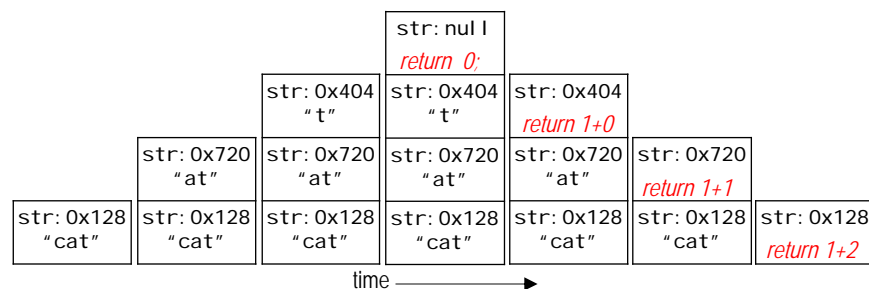 str: null
return 0;
str: 0x404
"t"
str: 0x404
"t"
str: 0x404
return 1+0
str: 0x720
"at"
str: 0x720
"at"
str: 0x720
"at"
str: 0x720
"at"
str: 0x720
return 1+1
str: 0x128
"cat"
str: 0x128
"cat"
str: 0x128
"cat"
str: 0x128
"cat"
str: 0x128
"cat"
str: 0x128
"cat"
str: 0x128
return 1+2
time